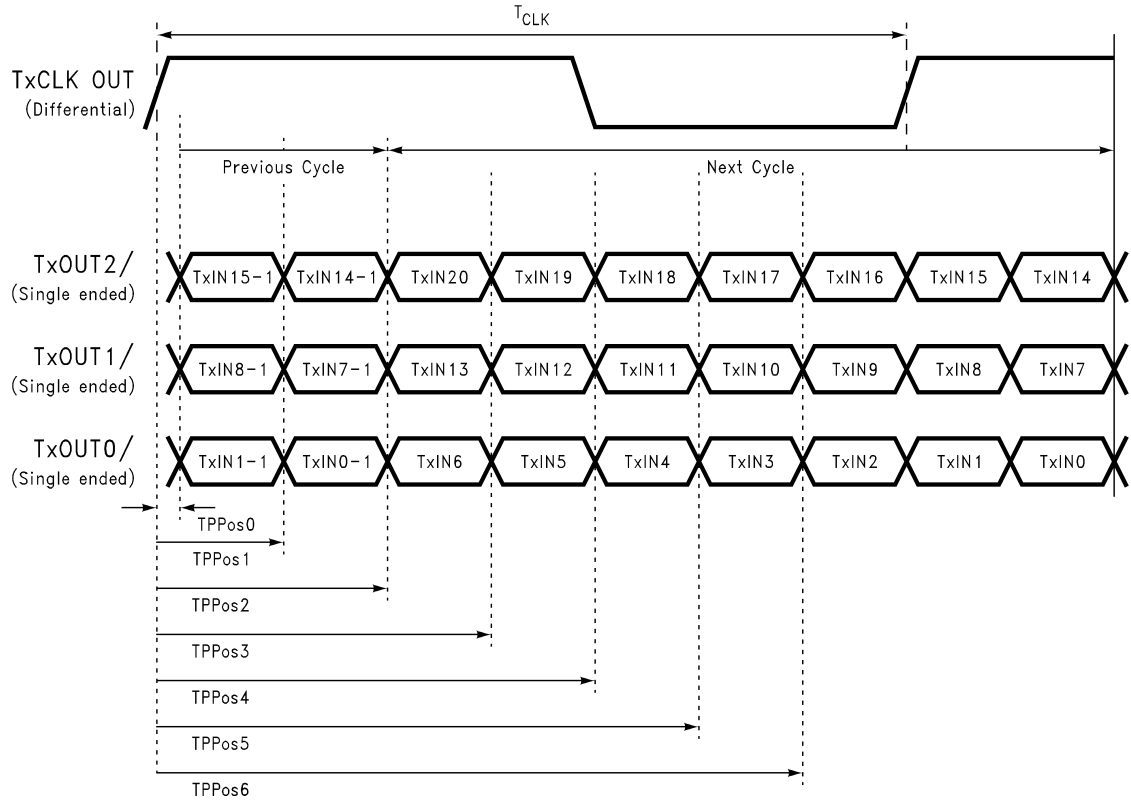 TCLK
TxCLK OUT
(Differential)
Previous Cycle
Next Cycle
TxOUT2/
(Single ended)
TxIN15-1 TxIN14-1 TxIN20 TxIN19 TxIN18 TxIN17 TxIN16 TxIN15 TxIN14
TxOUT1/
(Single ended)
TxIN8-1 TxIN7-1 TxIN13 TxIN12 TxIN11 TxIN10 TxIN9 TxIN8 TxIN7
TxOUT0/
(Single ended)
TxIN1-1 TxIN0-1 TxIN6 TxIN5 TxIN4 TxIN3 TxIN2 TxIN1 TxIN0
TPPos0
TPPos1
TPPos2
TPPos3
TPPos4
TPPos5
TPPos6